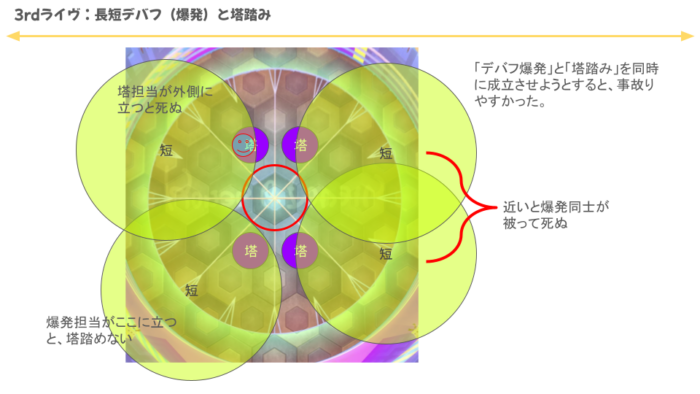 3rdライヴ：長短デバフ（爆発）と塔踏み
「デバフ爆発」と「塔踏み」を同時
に成立させようとすると、事故り
やすかった。
塔担当が外側に
立つと死ぬ
短
塔
塔
短
近いと爆発同士が
被って死ぬ
塔
塔
短
短
爆発担当がここに立つ
と、塔踏めない